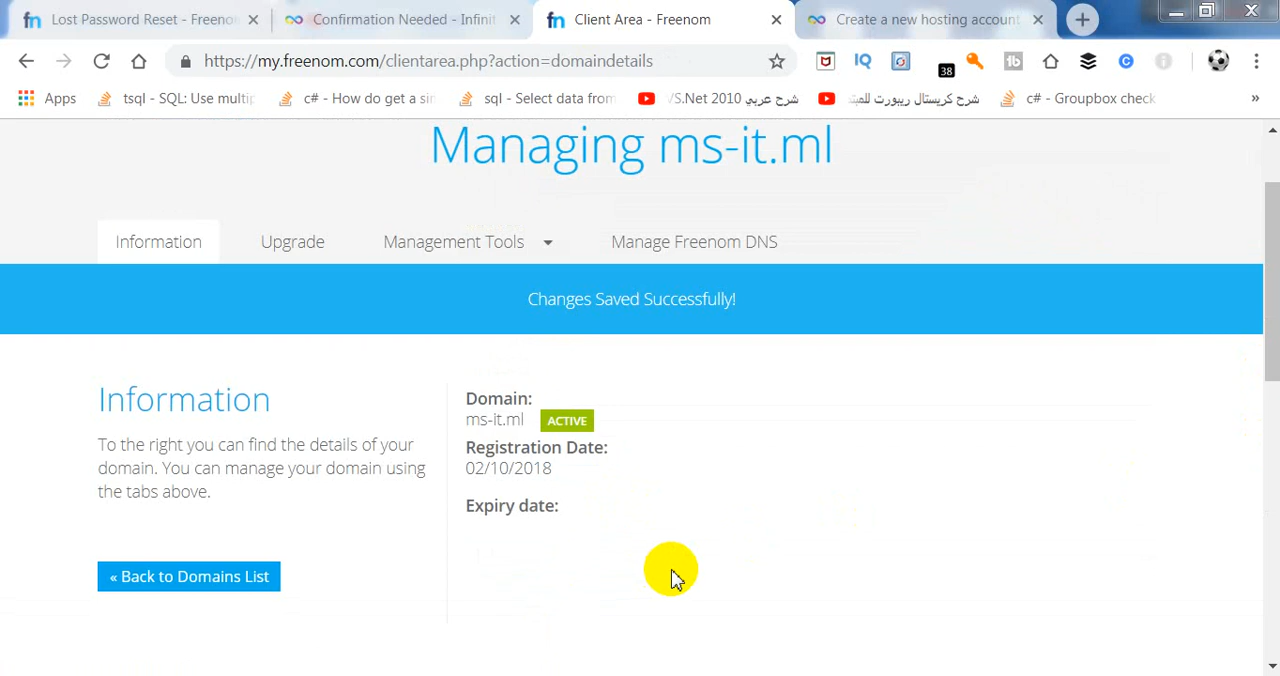 Lost Password Reset - Freeno
Confirmation Needed - Infinit
Client Area - Freenom
Create a new hosting account
https://my.freenom.com/clientarea.php?action=domaindetails
38
Apps
tsql - SQL: Use multip
c# - How do get a sin
sql - Select data from
VS.Net 2010 شرح عربي
شرح كريستال ريبورت للمبتد
c# - Groupbox check
»
Managing ms-it.ml
Information
Upgrade
Management Tools
Manage Freenom DNS
Changes Saved Successfully!
Information
To the right you can find the details of your
domain. You can manage your domain using
the tabs above.
« Back to Domains List
Domain:
ms-it.ml ACTIVE
Registration Date:
02/10/2018
Expiry date: